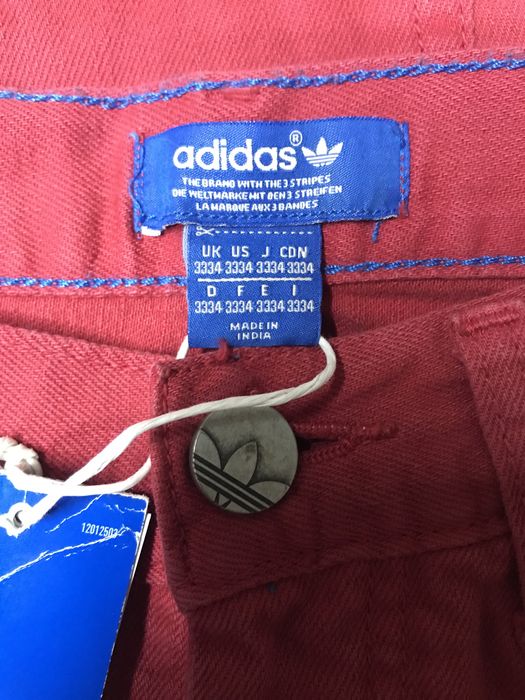 adidas®
THE BRAND WITH THE 3 STRIPES
DIE WELTMARKE MIT DEN 3 STREIFEN
LA MARQUE AUX 3 BANDES
UK US J CDN
3334 3334 3334 3334
D F E I
3334 3334 3334 3334
MADE IN
INDIA
12012503